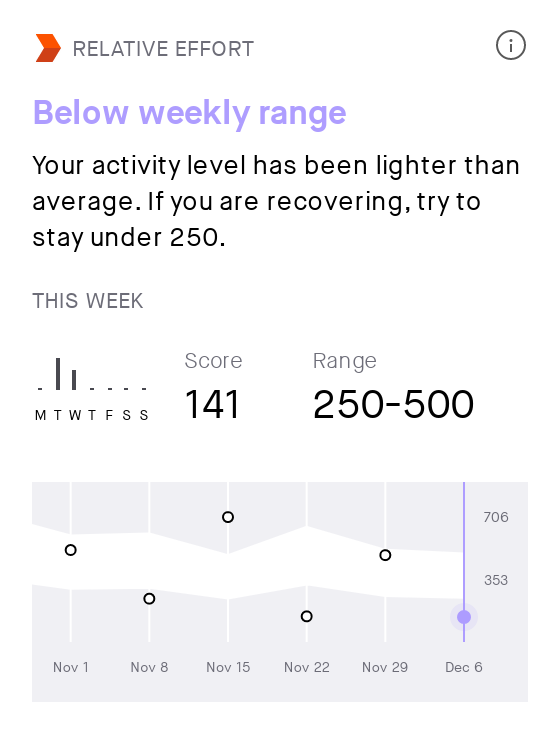 RELATIVE EFFORT
Below weekly range
Your activity level has been lighter than
average. If you are recovering, try to
stay under 250.
THIS WEEK
Score Range
141 250-500
M T W T F S S
706
353
Nov 1 Nov 8 Nov 15 Nov 22 Nov 29 Dec 6